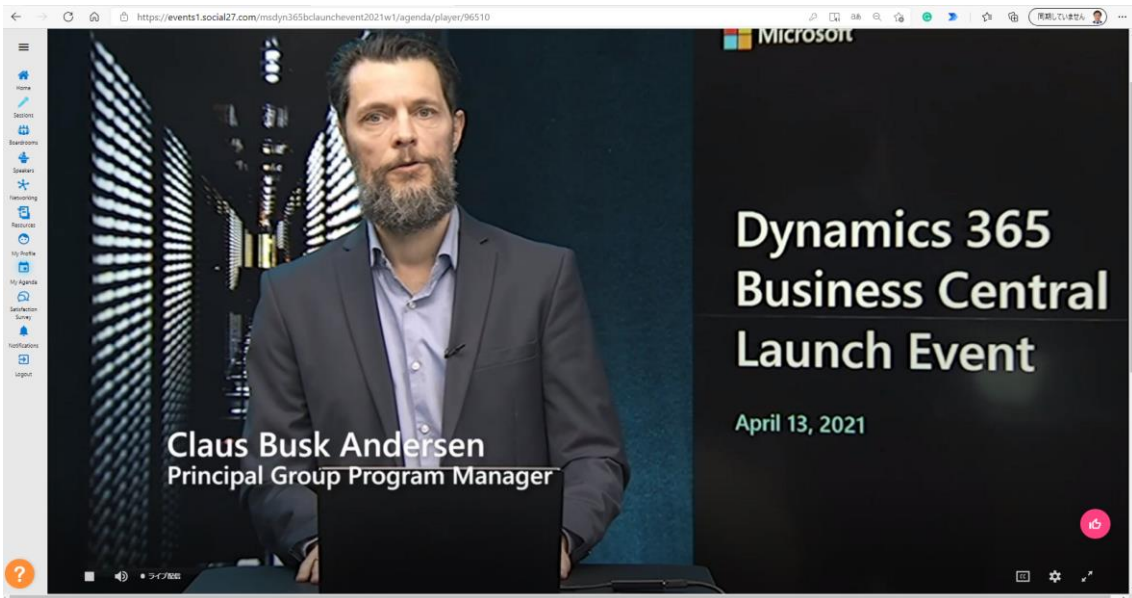 https://events1.social27.com/msdyn365bclaunchevent2021w1/agenda/player/96510
同期していません
Home
Sessions
Boardrooms
Speakers
Networking
Resources
My Profile
My Agenda
Satisfaction
Survey
Notifications
Logout
Microsoft
Dynamics 365
Business Central
Launch Event
April 13, 2021
Claus Busk Andersen
Principal Group Program Manager
?
ライブ配信
CC